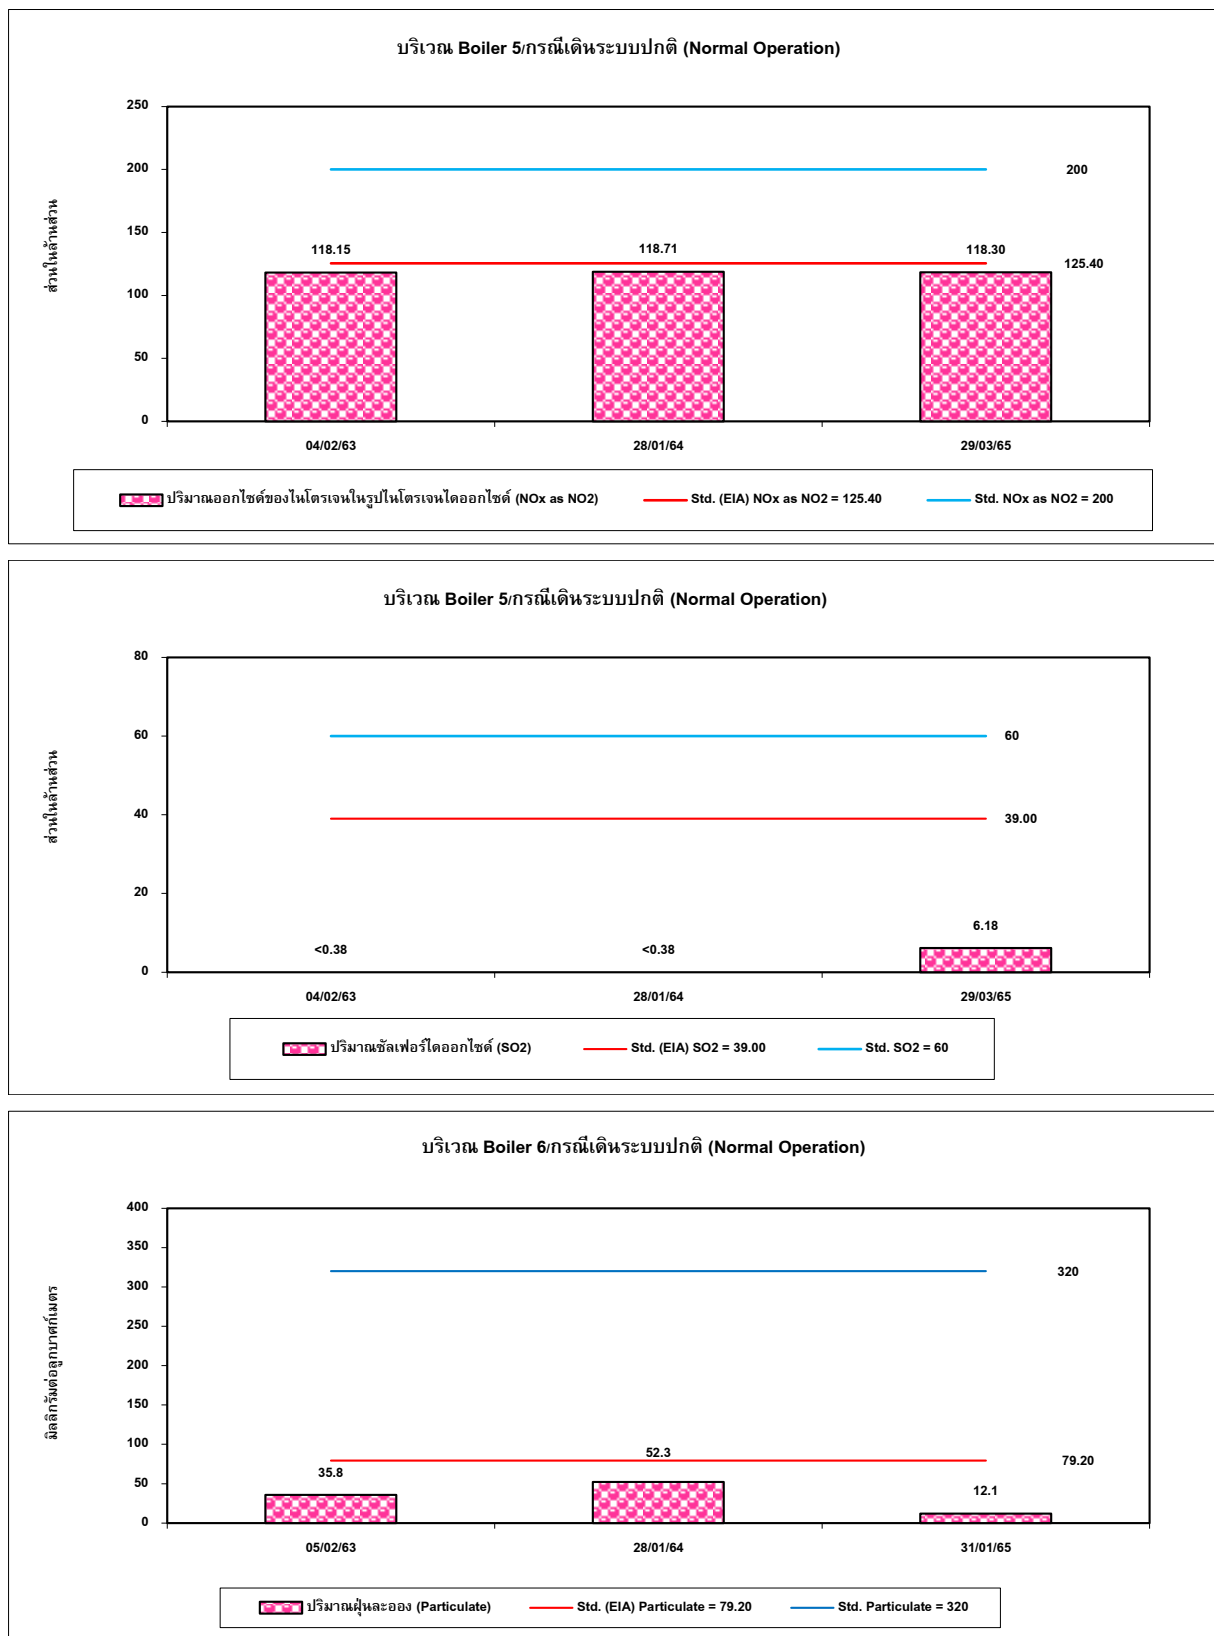 บริเวณ Boiler 5/กรณีเดินระบบปกติ (Normal Operation)
250
200
150
100
50
0
ส่วนในล้านส่วน
200
118.15
118.71
118.30
125.40
04/02/63
28/01/64
29/03/65
ปริมาณออกไซด์ของไนโตรเจนในรูปไนโตรเจนไดออกไซด์ (NOx as NO2)
Std. (EIA) NOx as NO2 = 125.40
Std. NOx as NO2 = 200
บริเวณ Boiler 5/กรณีเดินระบบปกติ (Normal Operation)
80
60
40
20
0
ส่วนในล้านส่วน
60
39.00
<0.38
<0.38
6.18
04/02/63
28/01/64
29/03/65
ปริมาณซัลเฟอร์ไดออกไซด์ (SO2)
Std. (EIA) SO2 = 39.00
Std. SO2 = 60
บริเวณ Boiler 6/กรณีเดินระบบปกติ (Normal Operation)
400
350
300
250
200
150
100
50
0
มิลลิกรัมต่อลูกบาศก์เมตร
320
79.20
35.8
52.3
12.1
05/02/63
28/01/64
31/01/65
ปริมาณฝุ่นละออง (Particulate)
Std. (EIA) Particulate = 79.20
Std. Particulate = 320